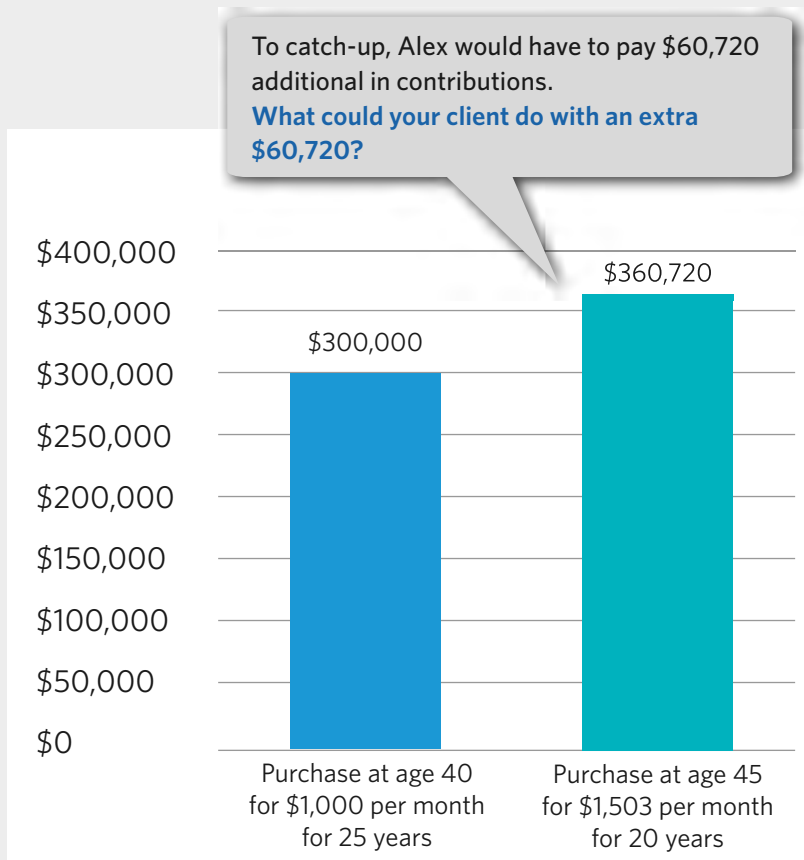 To catch-up, Alex would have to pay $60,720
additional in contributions.
What could your client do with an extra
$60,720?
$400,000
$350,000
$300,000
$250,000
$200,000
$150,000
$100,000
$50,000
$0
$300,000
$360,720
Purchase at age 40
for $1,000 per month
for 25 years
Purchase at age 45
for $1,503 per month
for 20 years